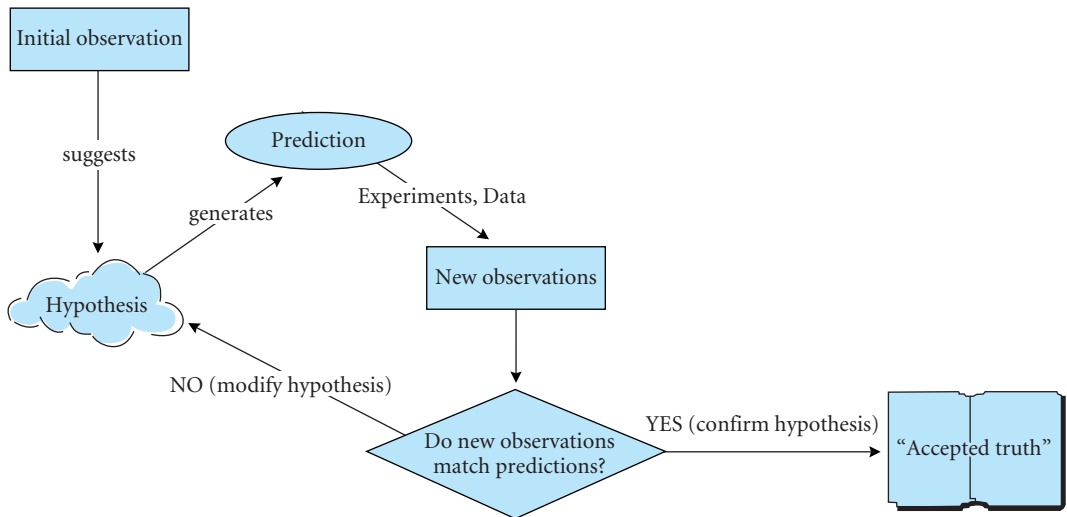 Initial observation
suggests
Prediction
generates
Experiments, Data
Hypothesis
New observations
NO (modify hypothesis)
Do new observations
match predictions?
YES (confirm hypothesis)
“Accepted truth”